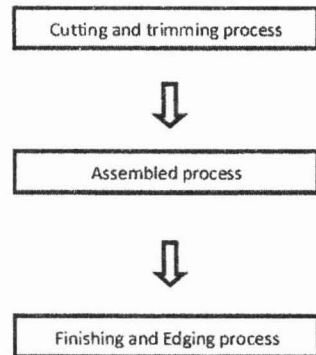 Cutting and trimming process
Assembled process
Finishing and Edging process